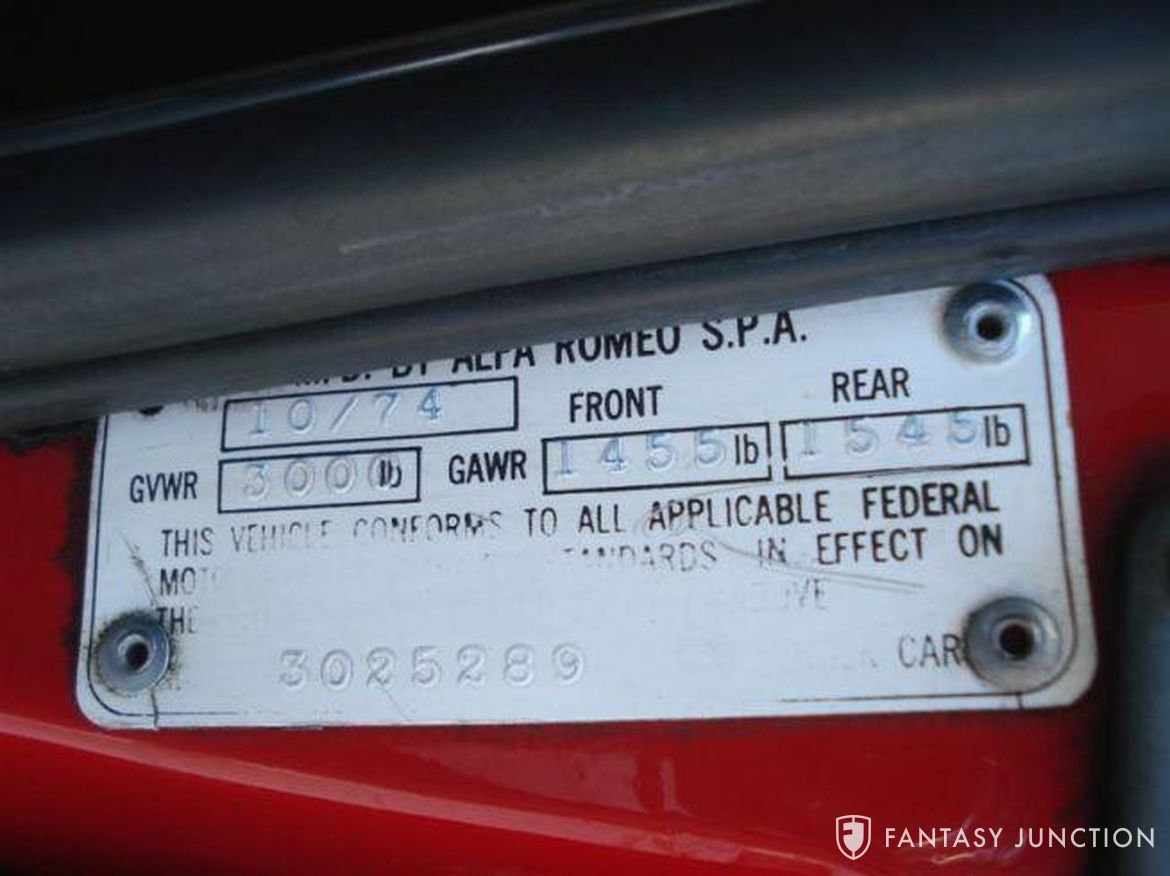 BY ALFA ROMEO S.P.A.
10/74 FRONT REAR
GVWR 3000 lb GAWR 1455 lb 1545 lb
THIS VEHICLE CONFORMS TO ALL APPLICABLE FEDERAL
STANDARDS IN EFFECT ON
3025289 CAR
FANTASY JUNCTION